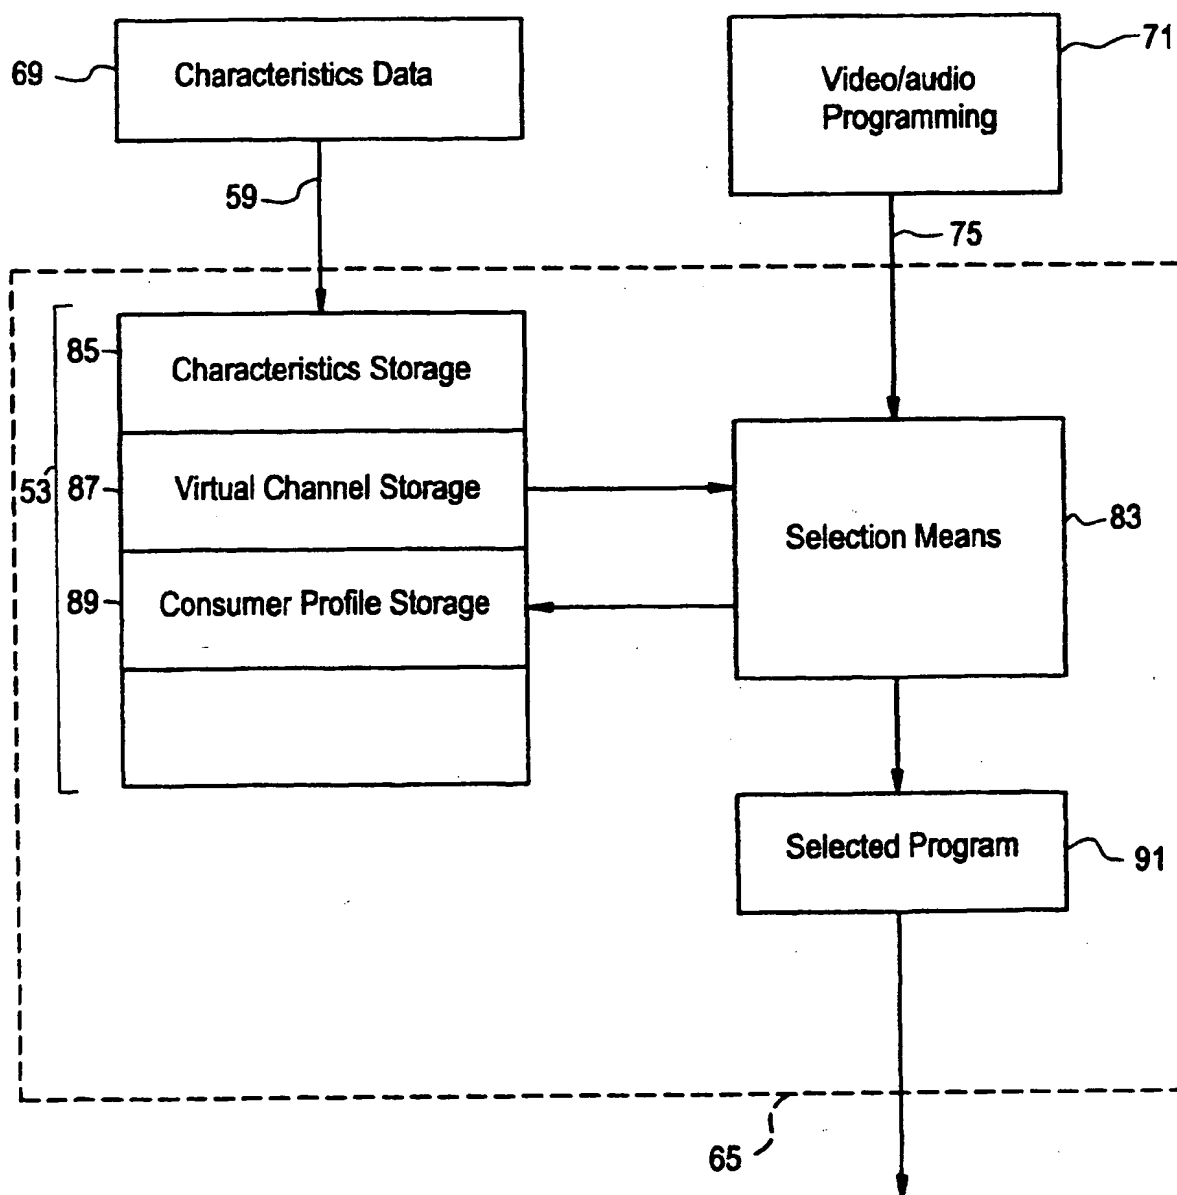 69
Characteristics Data
Video/audio
Programming
71
59
75
85
Characteristics Storage
53
87
Virtual Channel Storage
Selection Means
83
89
Consumer Profile Storage
Selected Program
91
65